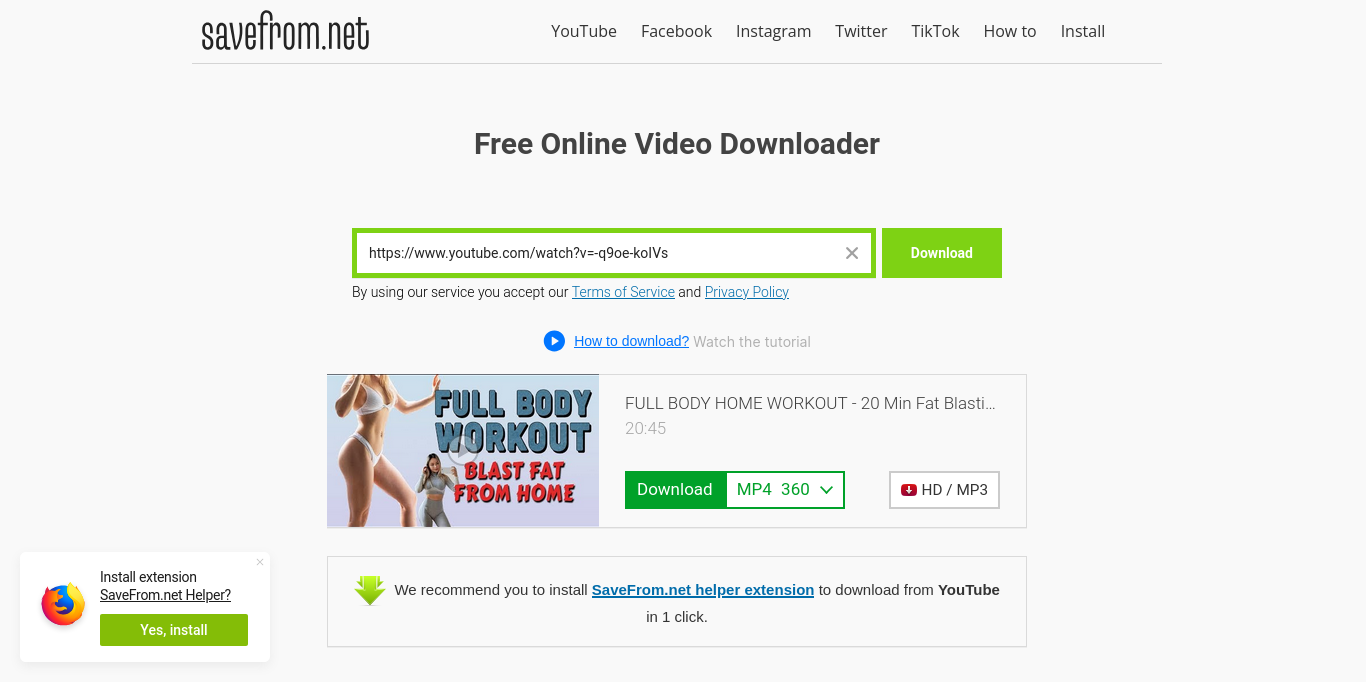 savefrom.net
YouTube Facebook Instagram Twitter TikTok How to Install
Free Online Video Downloader
https://www.youtube.com/watch?v=-q9oe-koIVs
Download
By using our service you accept our Terms of Service and Privacy Policy
How to download? Watch the tutorial
FULL BODY
WORKOUT
BLAST FAT
FROM HOME
FULL BODY HOME WORKOUT - 20 Min Fat Blasti...
20:45
Download MP4 360
HD / MP3
We recommend you to install SaveFrom.net helper extension to download from YouTube
in 1 click.
Install extension
SaveFrom.net Helper?
Yes, install